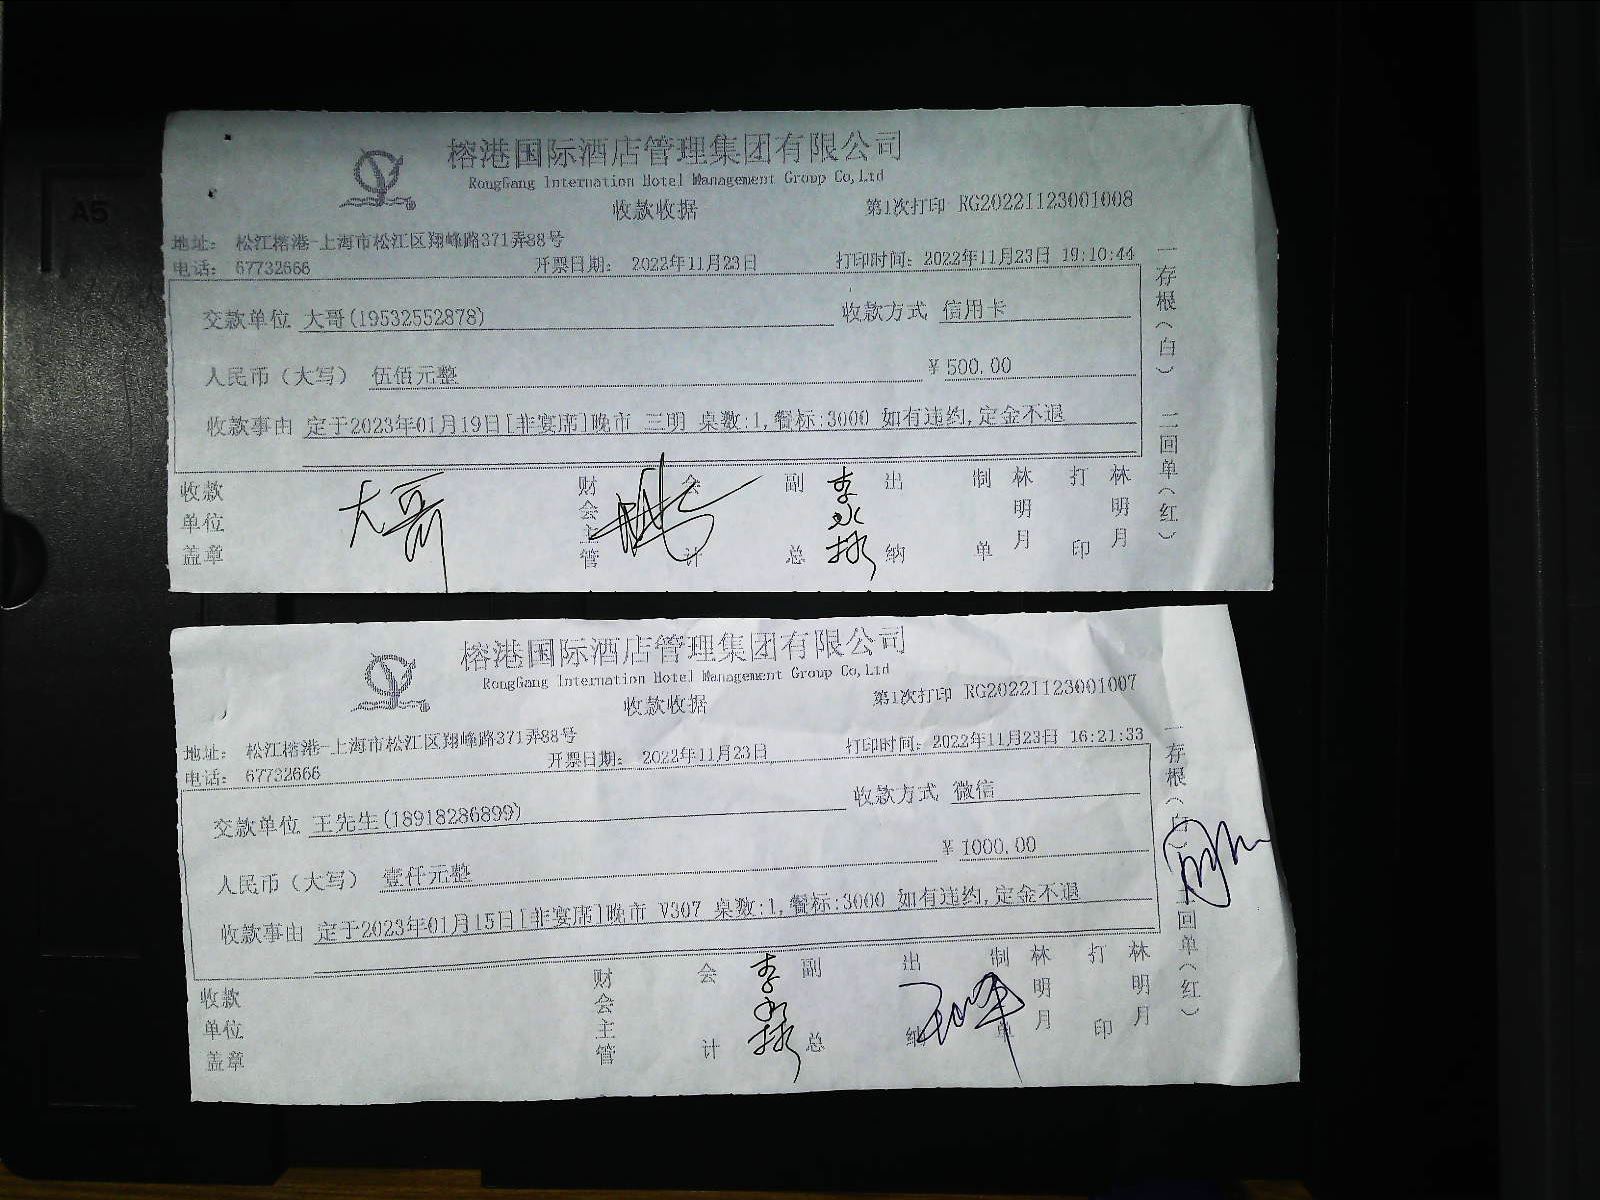 A5
榕港国际酒店管理集团有限公司
RongGang Internation Hotel Management Group Co,Ltd
收款收据
第1次打印 RG20221123001008
地址: 松江榕港-上海市松江区翔峰路371弄88号
电话: 67732666
开票日期: 2022年11月23日
打印时间: 2022年11月23日 19:10:44
交款单位 大哥(19532552878)
收款方式 信用卡
人民币(大写) 伍佰元整
¥500.00
收款事由 定于2023年01月19日[非宴席]晚市 三明 桌数:1,餐标:3000 如有违约,定金不退
一存根(白) 二回单(红)
收款单位盖章 大哥
财会主管
会计
副总 李永
出纳
制单 林明月
打印 林明月
榕港国际酒店管理集团有限公司
RongGang Internation Hotel Management Group Co,Ltd
收款收据
第1次打印 RG20221123001007
地址: 松江榕港-上海市松江区翔峰路371弄88号
电话: 67732666
开票日期: 2022年11月23日
打印时间: 2022年11月23日 16:21:33
交款单位 王先生(18918286899)
收款方式 微信
人民币(大写) 壹仟元整
¥1000.00
收款事由 定于2023年01月15日[非宴席]晚市 V307 桌数:1,餐标:3000 如有违约,定金不退
一存根(白) 二回单(红)
收款单位盖章
财会主管
会计
李永
副总
出纳
制单 林明月
打印 林明月